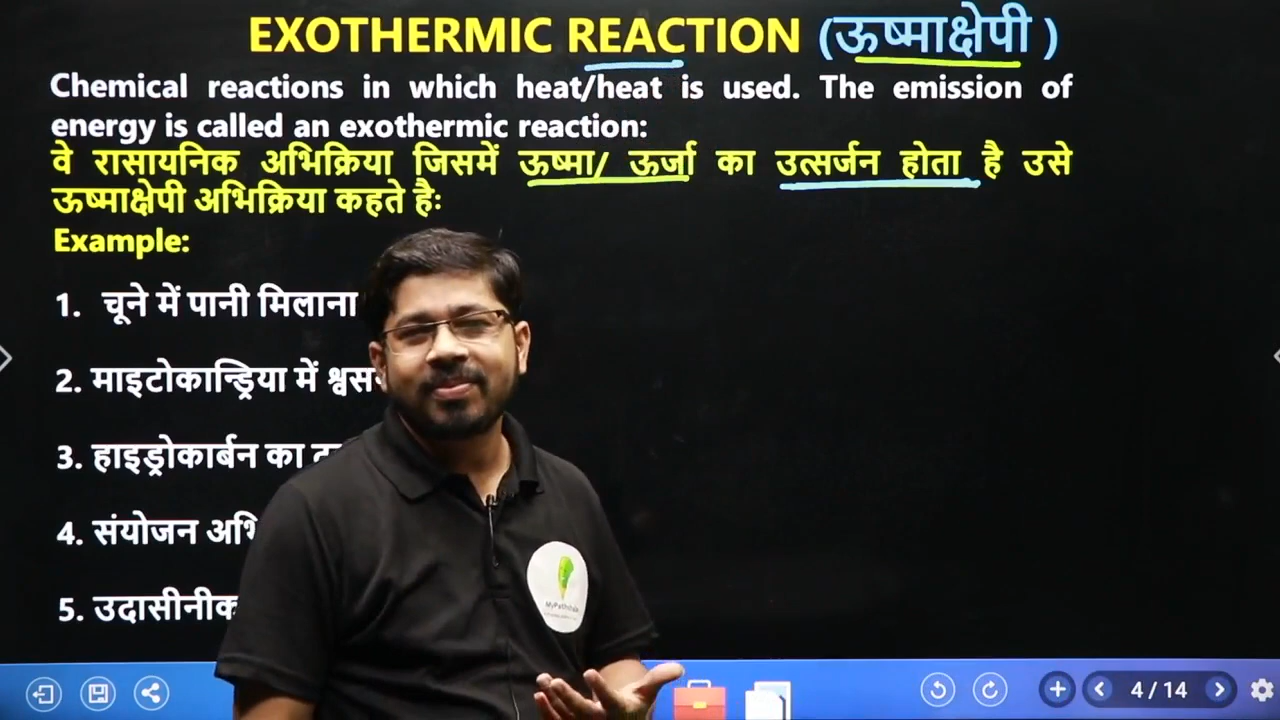 EXOTHERMIC REACTION (ऊष्माक्षेपी )
Chemical reactions in which heat/heat is used. The emission of
energy is called an exothermic reaction:
वे रासायनिक अभिक्रिया जिसमें ऊष्मा/ ऊर्जा का उत्सर्जन होता है उसे
ऊष्माक्षेपी अभिक्रिया कहते हैः
Example:
1. चूने में पानी मिलाना
2. माइटोकान्ड्रिया में
3. हाइड्रोकार्बन का
4. संयोजन
5.
MyPathshala
4 / 14